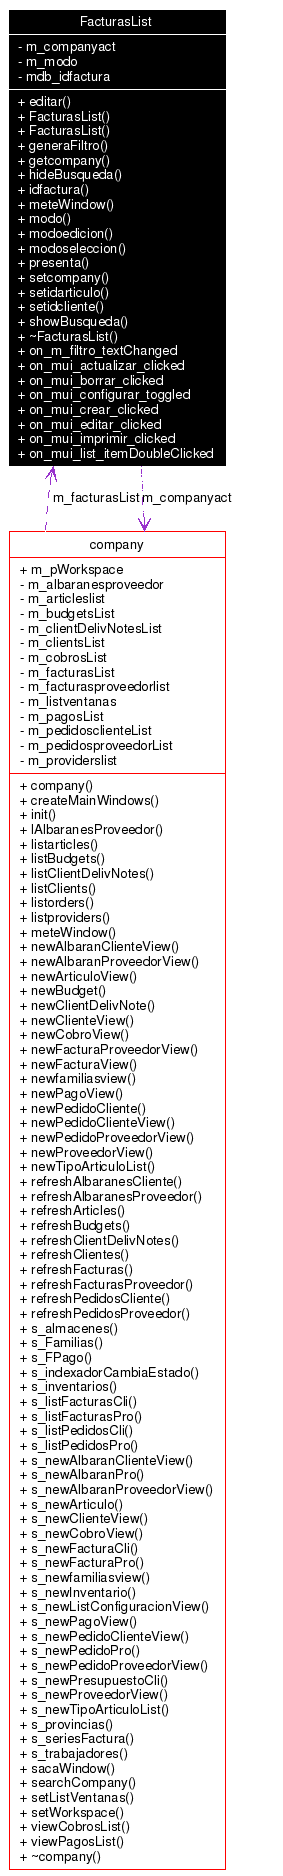 FacturasList
- m_companyact
- m_modo
- mdb_idfactura
+ editar()
+ FacturasList()
+ FacturasList()
+ generaFiltro()
+ getcompany()
+ hideBusqueda()
+ idfactura()
+ meteWindow()
+ modo()
+ modoedicion()
+ modoseleccion()
+ presenta()
+ setcompany()
+ setidarticulo()
+ setidcliente()
+ showBusqueda()
+ ~FacturasList()
+ on_m_filtro_textChanged
+ on_mui_actualizar_clicked
+ on_mui_borrar_clicked
+ on_mui_configurar_toggled
+ on_mui_crear_clicked
+ on_mui_editar_clicked
+ on_mui_imprimir_clicked
+ on_mui_list_itemDoubleClicked
m_facturasList m_companyact
company
+ m_pWorkspace
- m_albaranesproveedor
- m_articleslist
- m_budgetsList
- m_clientDelivNotesList
- m_clientsList
- m_cobrosList
- m_facturasList
- m_facturasproveedorlist
- m_listventanas
- m_pagosList
- m_pedidosclienteList
- m_pedidosproveedorList
- m_providerslist
+ company()
+ createMainWindows()
+ init()
+ lAlbaranesProveedor()
+ listarticles()
+ listBudgets()
+ listClientDelivNotes()
+ listClients()
+ listorders()
+ listproviders()
+ meteWindow()
+ newAlbaranClienteView()
+ newAlbaranProveedorView()
+ newArticuloView()
+ newBudget()
+ newClientDelivNote()
+ newClienteView()
+ newCobroView()
+ newFacturaProveedorView()
+ newFacturaView()
+ newfamiliasview()
+ newPagoView()
+ newPedidoCliente()
+ newPedidoClienteView()
+ newPedidoProveedorView()
+ newProveedorView()
+ newTipoArticuloList()
+ refreshAlbaranesCliente()
+ refreshAlbaranesProveedor()
+ refreshArticles()
+ refreshBudgets()
+ refreshClientDelivNotes()
+ refreshClientes()
+ refreshFacturas()
+ refreshFacturasProveedor()
+ refreshPedidosCliente()
+ refreshPedidosProveedor()
+ s_almacenes()
+ s_Familias()
+ s_FPago()
+ s_indexadorCambiaEstado()
+ s_inventarios()
+ s_listFacturasCli()
+ s_listFacturasPro()
+ s_listPedidosCli()
+ s_listPedidosPro()
+ s_newAlbaranClienteView()
+ s_newAlbaranPro()
+ s_newAlbaranProveedorView()
+ s_newArticulo()
+ s_newClienteView()
+ s_newCobroView()
+ s_newFacturaCli()
+ s_newFacturaPro()
+ s_newfamiliasview()
+ s_newInventario()
+ s_newListConfiguracionView()
+ s_newPagoView()
+ s_newPedidoClienteView()
+ s_newPedidoPro()
+ s_newPedidoProveedorView()
+ s_newPresupuestoCli()
+ s_newProveedorView()
+ s_newTipoArticuloList()
+ s_provincias()
+ s_seriesFactura()
+ s_trabajadores()
+ sacaWindow()
+ searchCompany()
+ setListVentanas()
+ setWorkspace()
+ viewCobrosList()
+ viewPagosList()
+ ~company()